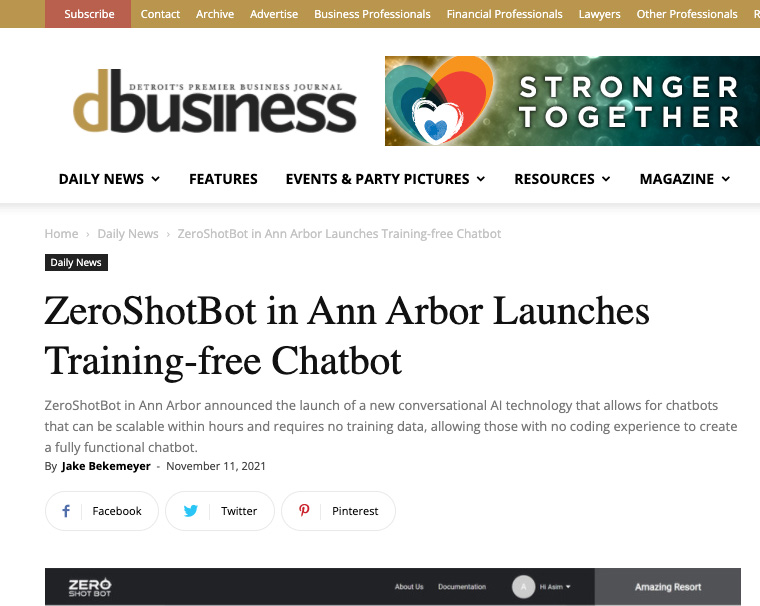 Subscribe Contact Archive Advertise Business Professionals Financial Professionals Lawyers Other Professionals R
DETROIT'S PREMIER BUSINESS JOURNAL
dbusiness
STRONGER
TOGETHER
DAILY NEWS FEATURES EVENTS & PARTY PICTURES RESOURCES MAGAZINE
Home › Daily News › ZeroShotBot in Ann Arbor Launches Training-free Chatbot
Daily News
ZeroShotBot in Ann Arbor Launches
Training-free Chatbot
ZeroShotBot in Ann Arbor announced the launch of a new conversational AI technology that allows for chatbots
that can be scalable within hours and requires no training data, allowing those with no coding experience to create
a fully functional chatbot.
By Jake Bekemeyer - November 11, 2021
Facebook Twitter Pinterest
ZERO
SHOT BOT
About Us Documentation A Hi Asim Amazing Resort